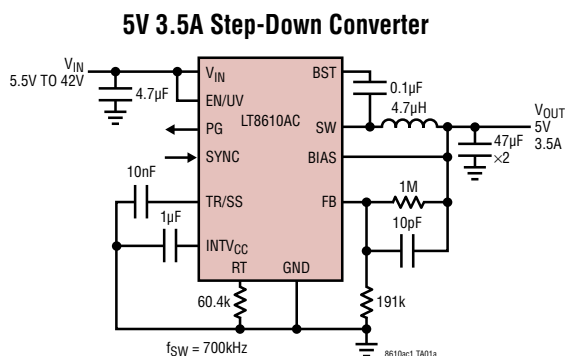 5V 3.5A Step-Down Converter
VIN
5.5V TO 42V
4.7µF
VIN
EN/UV
PG
SYNC
TR/SS
INTVCC
RT
GND
LT8610AC
BST
SW
BIAS
FB
0.1µF
4.7µH
VOUT
5V
3.5A
47µF
×2
10nF
1µF
1M
10pF
60.4k
191k
fSW = 700kHz
8610ac1 TA01a